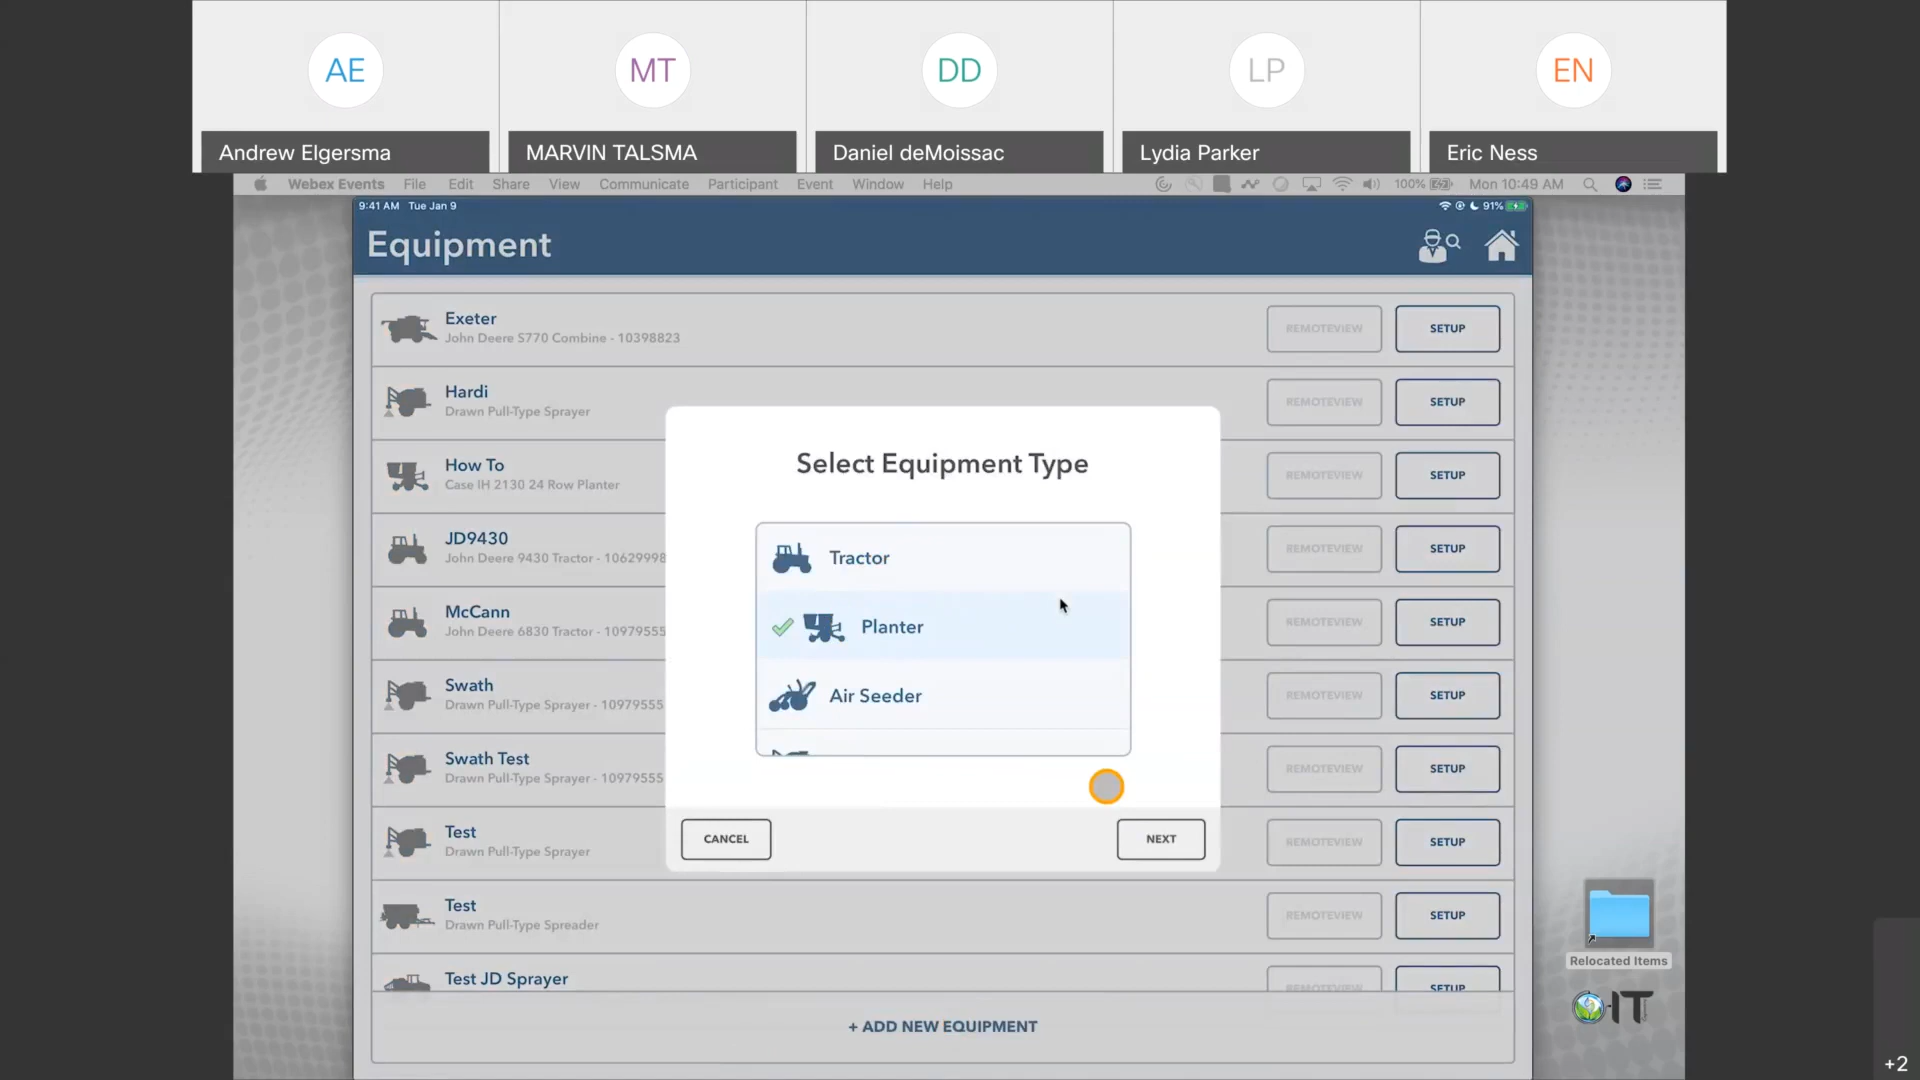 AE
MT
DD
LP
EN
Andrew Elgersma
MARVIN TALSMA
Daniel deMoissac
Lydia Parker
Eric Ness
Webex Events File Edit Share View Communicate Participant Event Window Help
100% Mon 10:49 AM
9:41 AM Tue Jan 9
91%
Equipment
Exeter
John Deere S770 Combine - 10398823
REMOTEVIEW SETUP
Hardi
Drawn Pull-Type Sprayer
REMOTEVIEW SETUP
How To
Case IH 2130 24 Row Planter
REMOTEVIEW SETUP
JD9430
John Deere 9430 Tractor - 10629998
REMOTEVIEW SETUP
McCann
John Deere 6830 Tractor - 10979555
REMOTEVIEW SETUP
Swath
Drawn Pull-Type Sprayer - 10979555
REMOTEVIEW SETUP
Swath Test
Drawn Pull-Type Sprayer - 10979555
REMOTEVIEW SETUP
Test
Drawn Pull-Type Sprayer
REMOTEVIEW SETUP
Test
Drawn Pull-Type Spreader
REMOTEVIEW SETUP
Test JD Sprayer
REMOTEVIEW SETUP
+ ADD NEW EQUIPMENT
Select Equipment Type
Tractor
Planter
Air Seeder
CANCEL
NEXT
Relocated Items
IT
+2